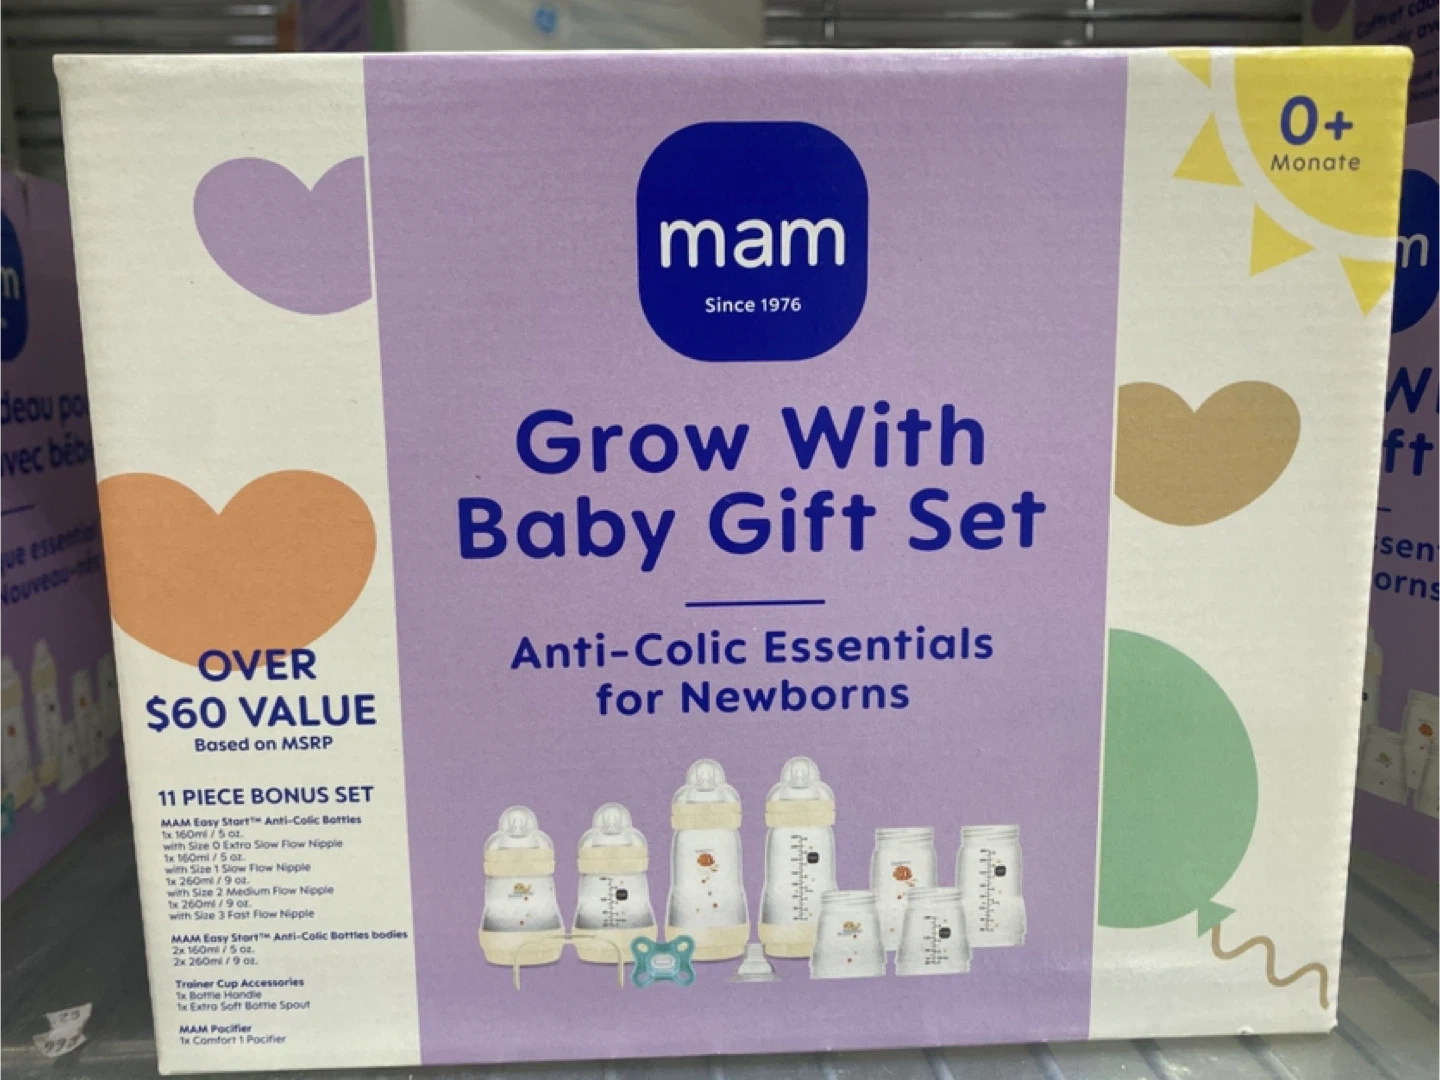 mam
Since 1976
0+
Monate
Grow With
Baby Gift Set
Anti-Colic Essentials
for Newborns
OVER
$60 VALUE
Based on MSRP
11 PIECE BONUS SET
MAM Easy Start™ Anti-Colic Bottles
1x 160ml / 5 oz.
with Size 0 Extra Slow Flow Nipple
1x 160ml / 5 oz.
with Size 1 Slow Flow Nipple
1x 260ml / 9 oz.
with Size 2 Medium Flow Nipple
1x 260ml / 9 oz.
with Size 3 Fast Flow Nipple
MAM Easy Start™ Anti-Colic Bottles bodies
2x 160ml / 5 oz.
2x 260ml / 9 oz.
Trainer Cup Accessories
1x Bottle Handle
1x Extra Soft Bottle Spout
MAM Pacifier
1x Comfort 1 Pacifier